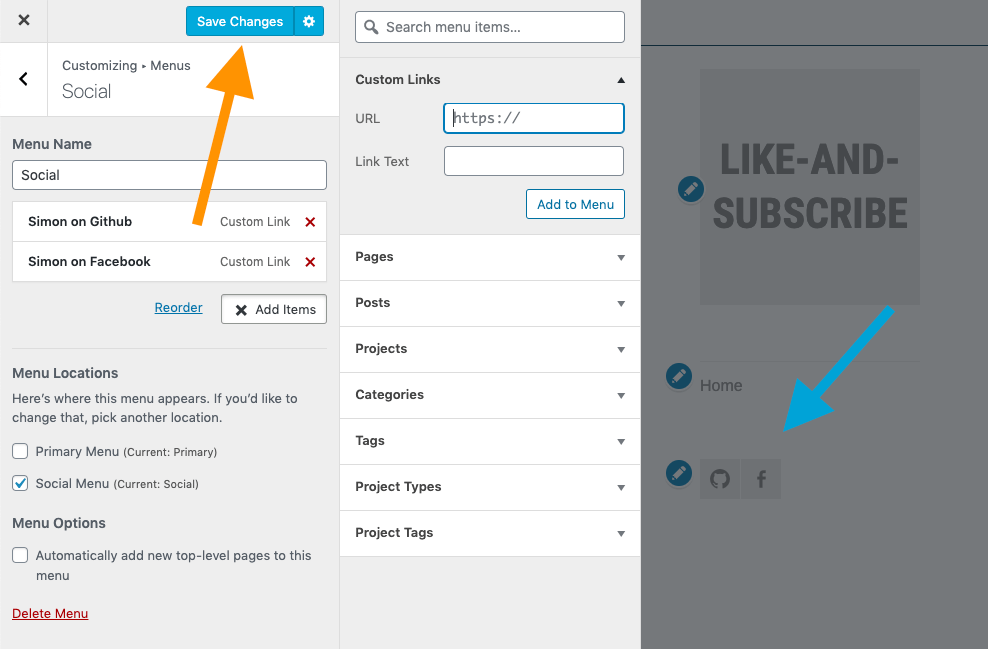 Save Changes
Customizing ▸ Menus
Social
Menu Name
Social
Simon on Github Custom Link
Simon on Facebook Custom Link
Reorder Add Items
Menu Locations
Here’s where this menu appears. If you’d like to
change that, pick another location.
Primary Menu (Current: Primary)
Social Menu (Current: Social)
Menu Options
Automatically add new top-level pages to this
menu
Delete Menu
Search menu items...
Custom Links
URL https://
Link Text
Add to Menu
Pages
Posts
Projects
Categories
Tags
Project Types
Project Tags
LIKE-AND-
SUBSCRIBE
Home